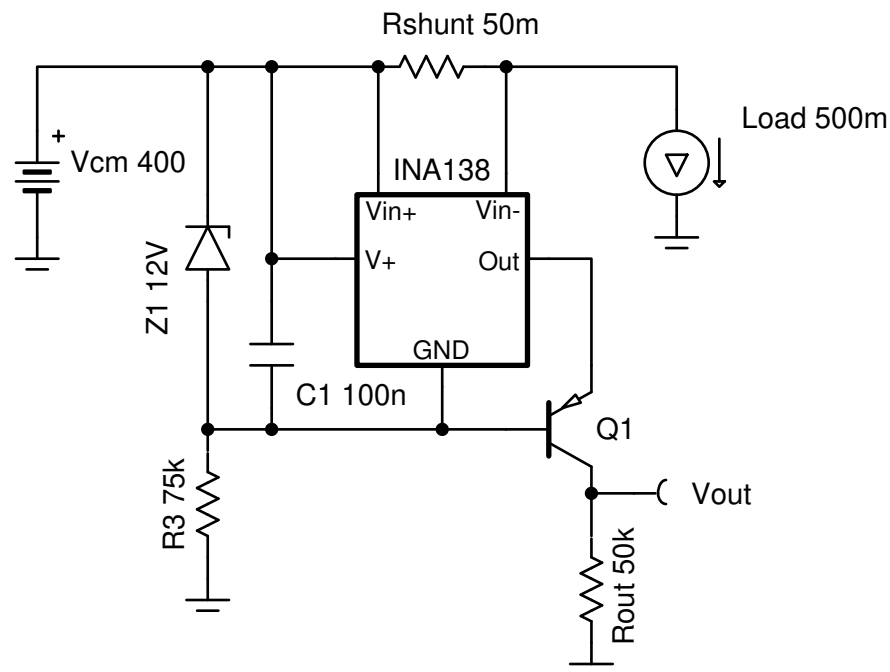 Rshunt 50m
Vcm 400
+
Load 500m
INA138
Vin+
Vin-
V+
Out
GND
Z1 12V
C1 100n
Q1
R3 75k
Vout
Rout 50k